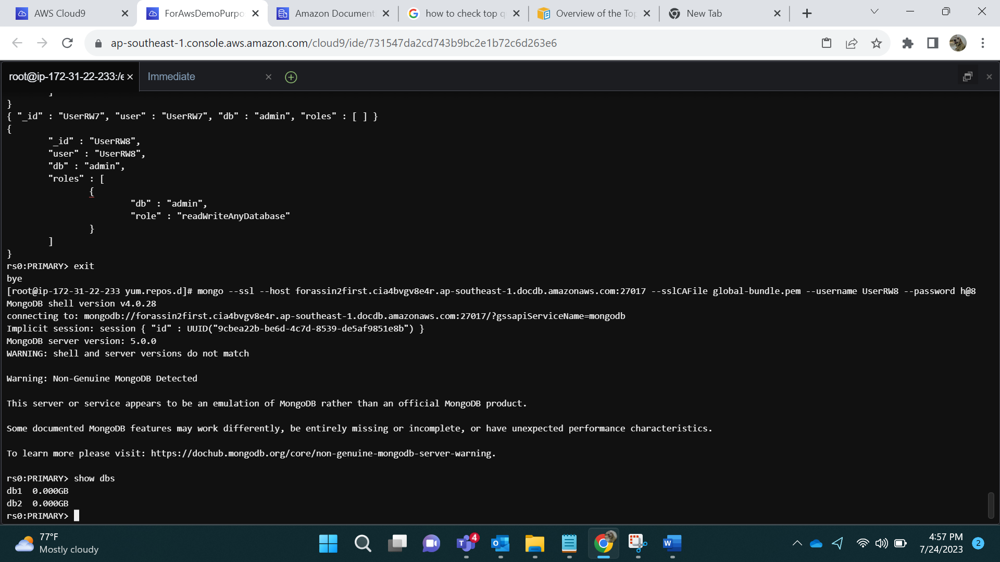 AWS Cloud9
ForAwsDemoPurpo
Amazon Document
how to check top q
Overview of the Top
New Tab
ap-southeast-1.console.aws.amazon.com/cloud9/ide/731547da2cd743b9bc2e1b72c6d263e6
root@ip-172-31-22-233:/e
Immediate
]
}
{ "_id" : "UserRW7", "user" : "UserRW7", "db" : "admin", "roles" : [ ] }
{
"_id" : "UserRW8",
"user" : "UserRW8",
"db" : "admin",
"roles" : [
{
"db" : "admin",
"role" : "readWriteAnyDatabase"
}
]
}
rs0:PRIMARY> exit
bye
[root@ip-172-31-22-233 yum.repos.d]# mongo --ssl --host forassin2first.cia4bvgv8e4r.ap-southeast-1.docdb.amazonaws.com:27017 --sslCAFile global-bundle.pem --username UserRW8 --password h@8
MongoDB shell version v4.0.28
connecting to: mongodb://forassin2first.cia4bvgv8e4r.ap-southeast-1.docdb.amazonaws.com:27017/?gssapiServiceName=mongodb
Implicit session: session { "id" : UUID("9cbea22b-be6d-4c7d-8539-de5af9851e8b") }
MongoDB server version: 5.0.0
WARNING: shell and server versions do not match
Warning: Non-Genuine MongoDB Detected
This server or service appears to be an emulation of MongoDB rather than an official MongoDB product.
Some documented MongoDB features may work differently, be entirely missing or incomplete, or have unexpected performance characteristics.
To learn more please visit: https://dochub.mongodb.org/core/non-genuine-mongodb-server-warning.
rs0:PRIMARY> show dbs
db1  0.000GB
db2  0.000GB
rs0:PRIMARY>
77°F
Mostly cloudy
4
4:57 PM
7/24/2023
2